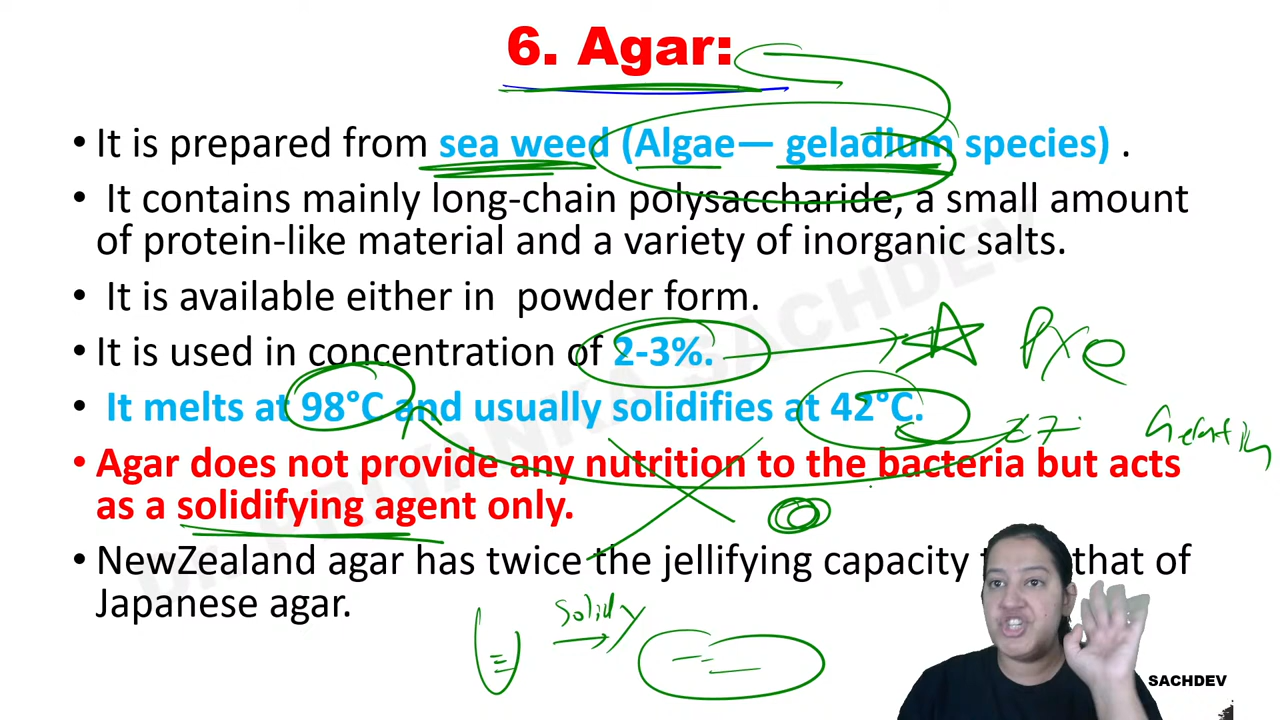 6. Agar:
• It is prepared from sea weed (Algae— geladium species) .
• It contains mainly long-chain polysaccharide, a small amount
of protein-like material and a variety of inorganic salts.
• It is available either in powder form.
• It is used in concentration of 2-3%.
• It melts at 98°C and usually solidifies at 42°C.
• Agar does not provide any nutrition to the bacteria but acts
as a solidifying agent only.
• NewZealand agar has twice the jellifying capacity that of
Japanese agar.
Solidify
SACHDEV